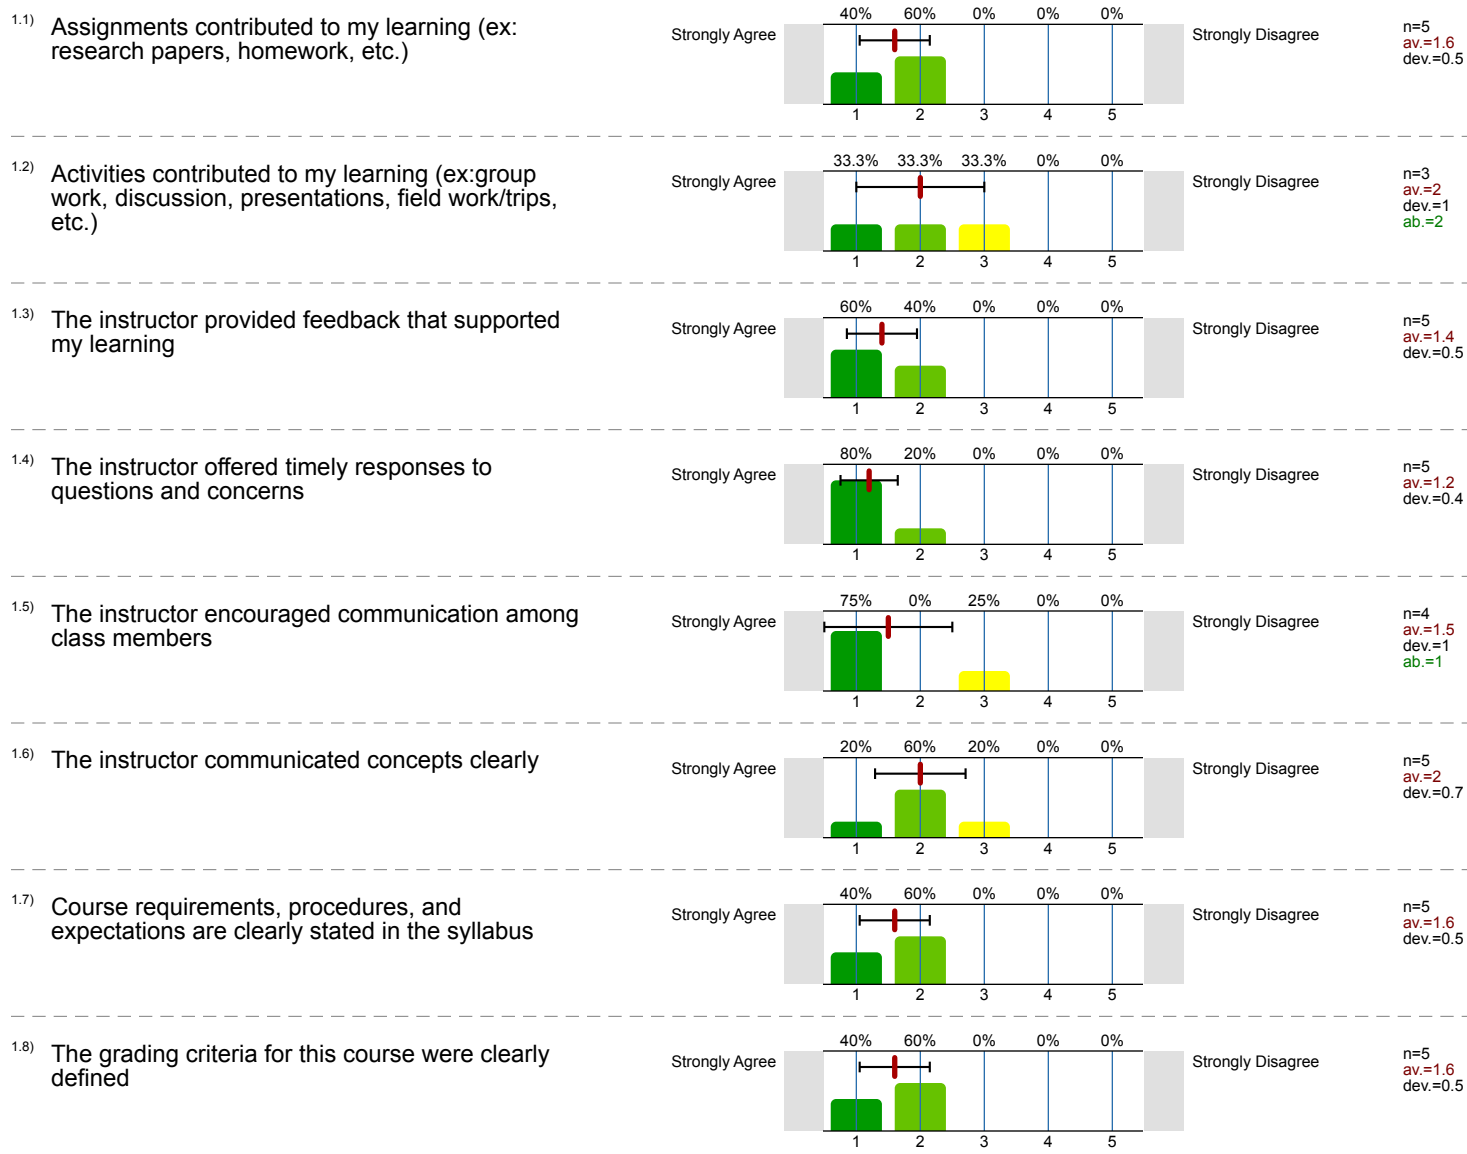 1.1) Assignments contributed to my learning (ex:
research papers, homework, etc.)
Strongly Agree
40% 60% 0% 0% 0%
1 2 3 4 5
Strongly Disagree
n=5
av.=1.6
dev.=0.5
1.2) Activities contributed to my learning (ex:group
work, discussion, presentations, field work/trips,
etc.)
Strongly Agree
33.3% 33.3% 33.3% 0% 0%
1 2 3 4 5
Strongly Disagree
n=3
av.=2
dev.=1
ab.=2
1.3) The instructor provided feedback that supported
my learning
Strongly Agree
60% 40% 0% 0% 0%
1 2 3 4 5
Strongly Disagree
n=5
av.=1.4
dev.=0.5
1.4) The instructor offered timely responses to
questions and concerns
Strongly Agree
80% 20% 0% 0% 0%
1 2 3 4 5
Strongly Disagree
n=5
av.=1.2
dev.=0.4
1.5) The instructor encouraged communication among
class members
Strongly Agree
75% 0% 25% 0% 0%
1 2 3 4 5
Strongly Disagree
n=4
av.=1.5
dev.=1
ab.=1
1.6) The instructor communicated concepts clearly
Strongly Agree
20% 60% 20% 0% 0%
1 2 3 4 5
Strongly Disagree
n=5
av.=2
dev.=0.7
1.7) Course requirements, procedures, and
expectations are clearly stated in the syllabus
Strongly Agree
40% 60% 0% 0% 0%
1 2 3 4 5
Strongly Disagree
n=5
av.=1.6
dev.=0.5
1.8) The grading criteria for this course were clearly
defined
Strongly Agree
40% 60% 0% 0% 0%
1 2 3 4 5
Strongly Disagree
n=5
av.=1.6
dev.=0.5